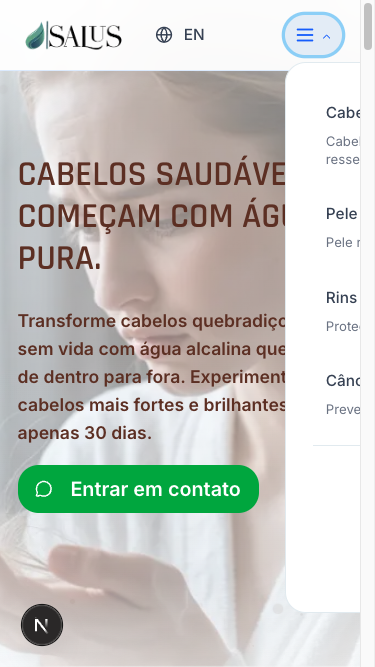 SALUS
EN
Cabe
Cabel
resse
Pele
Pele r
Rins
Prote
Cânc
Preve
CABELOS SAUDÁVE
COMEÇAM COM ÁGU
PURA.
Transforme cabelos quebradiço
sem vida com água alcalina que
de dentro para fora. Experiment
cabelos mais fortes e brilhantes
apenas 30 dias.
Entrar em contato
N